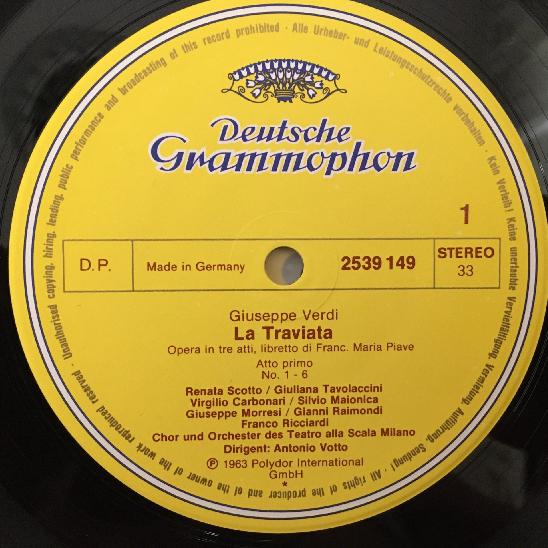 Unauthorised copying, hiring, lending, public performance and broadcasting of this record prohibited · Alle Urheber- und Leistungsschutzrechte vorbehalten · Kein Verleih! Keine unerlaubte Vervielfältigung, Vermietung, Aufführung, Sendung! · All rights of the producer and of the owner of the work reproduced reserved ·
Deutsche
Grammophon
1
D.P.
Made in Germany
2539 149
STEREO
33
Giuseppe Verdi
La Traviata
Opera in tre atti, libretto di Franc. Maria Piave
Atto primo
No. 1 - 6
Renata Scotto / Giuliana Tavolaccini
Virgilio Carbonari / Silvio Maionica
Giuseppe Morresi / Gianni Raimondi
Franco Ricciardi
Chor und Orchester des Teatro alla Scala Milano
Dirigent: Antonio Votto
℗ 1963 Polydor International
GmbH
*